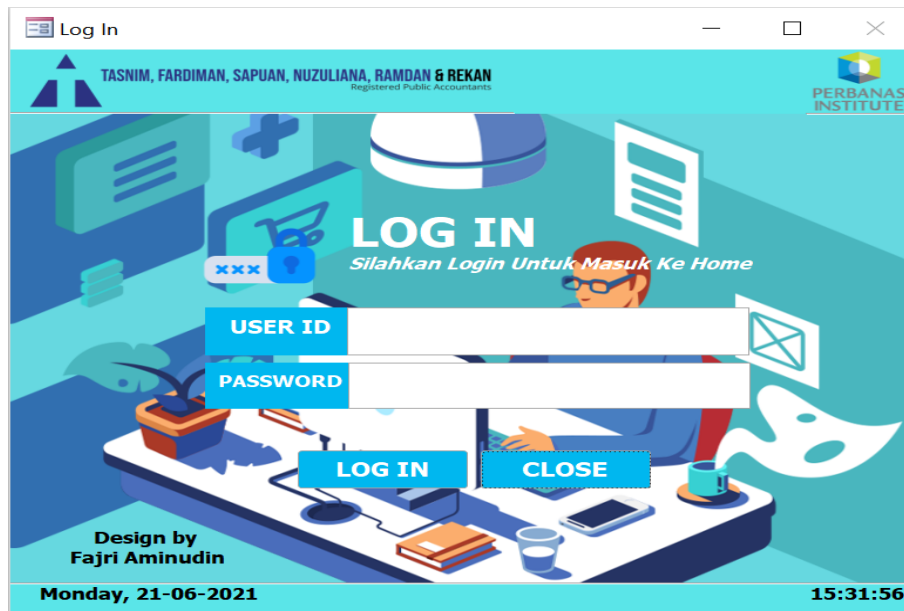 Log In
TASNIM, FARDIMAN, SAPUAN, NUZULIANA, RAMDAN & REKAN
Registered Public Accountants
PERBANAS
INSTITUTE
LOG IN
Silahkan Login Untuk Masuk Ke Home
xxx
USER ID
PASSWORD
LOG IN
CLOSE
Design by
Fajri Aminudin
Monday, 21-06-2021
15:31:56